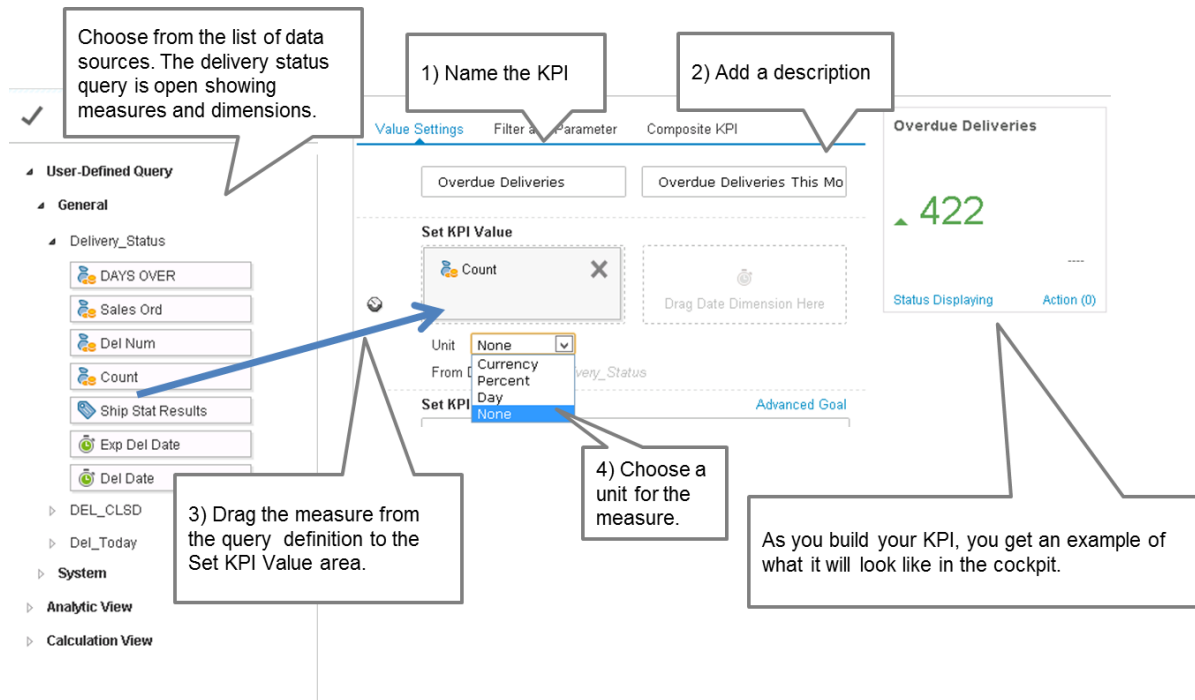 Choose from the list of data
sources. The delivery status
query is open showing
measures and dimensions.
1) Name the KPI
2) Add a description
Value Settings
Filter a
Parameter
Composite KPI
Overdue Deliveries
User-Defined Query
General
Delivery_Status
DAYS OVER
Sales Ord
Del Num
Count
Ship Stat Results
Exp Del Date
Del Date
DEL_CLSD
Del_Today
System
Analytic View
Calculation View
Overdue Deliveries
Overdue Deliveries This Mo
Set KPI Value
Count
Drag Date Dimension Here
Unit
None
Currency
Percent
Day
None
From
Status
Set KPI
Advanced Goal
422
----
Status Displaying
Action (0)
3) Drag the measure from
the query definition to the
Set KPI Value area.
4) Choose a
unit for the
measure.
As you build your KPI, you get an example of
what it will look like in the cockpit.